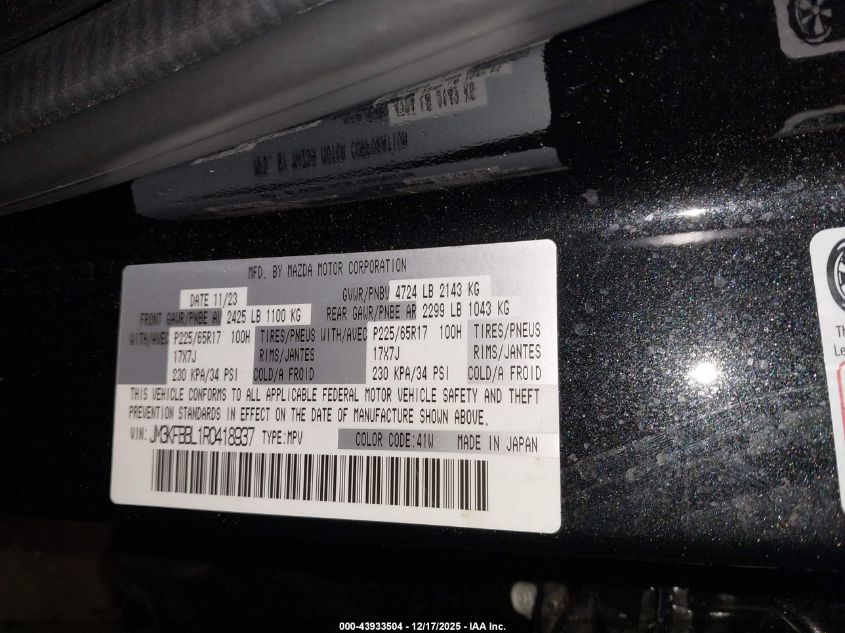 MFD. BY MAZDA MOTOR CORPORATION
DATE 11/23 GVWR/PNBV 4724 LB 2143 KG
FRONT GAWR/PNBE AV 2425 LB 1100 KG REAR GAWR/PNBE AR 2299 LB 1043 KG
WITH/AVEC P225/65R17 100H TIRES/PNEUS WITH/AVEC P225/65R17 100H TIRES/PNEUS
17X7J RIMS/JANTES 17X7J RIMS/JANTES
230 KPA/34 PSI COLD/A FROID 230 KPA/34 PSI COLD/A FROID
THIS VEHICLE CONFORMS TO ALL APPLICABLE FEDERAL MOTOR VEHICLE SAFETY AND THEFT
PREVENTION STANDARDS IN EFFECT ON THE DATE OF MANUFACTURE SHOWN ABOVE.
VIN: JM3KFBBL1R0418937 TYPE:MPV COLOR CODE:41W MADE IN JAPAN
Th
Le
000-43933504 - 12/17/2025 - IAA Inc.